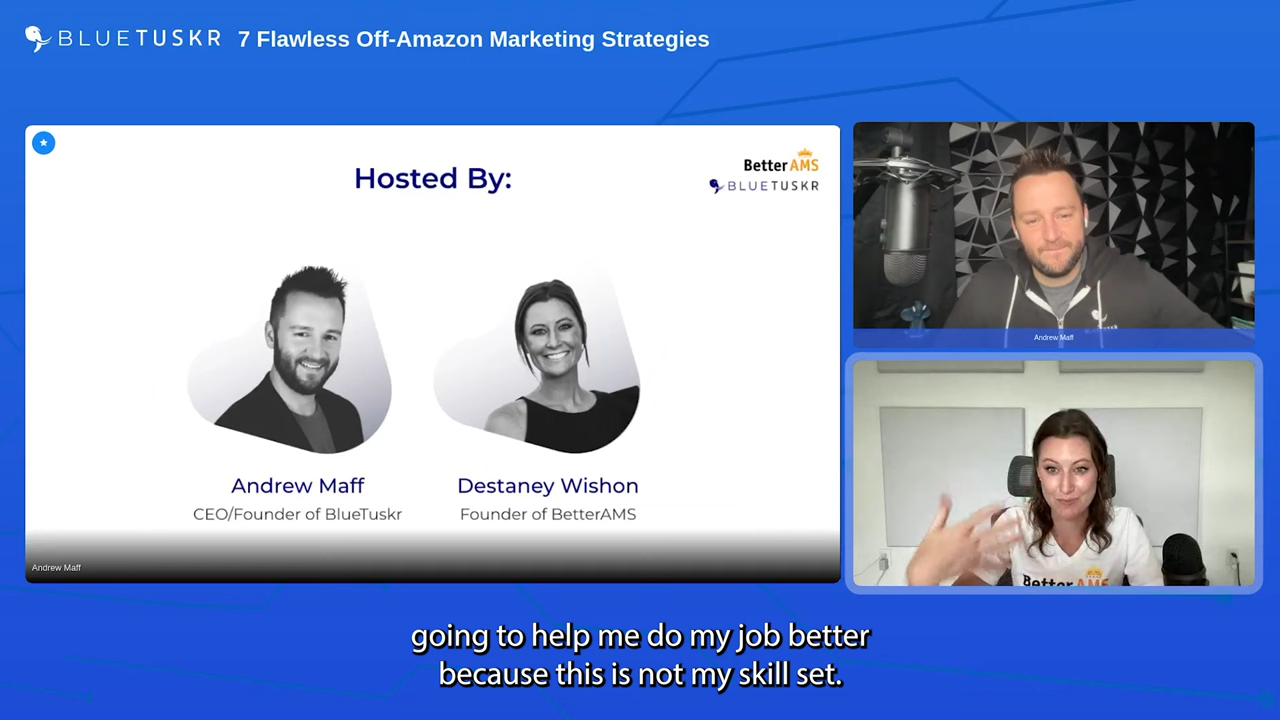 BLUETUSKR 7 Flawless Off-Amazon Marketing Strategies
Hosted By:
BetterAMS
BLUETUSKR
Andrew Maff
CEO/Founder of BlueTuskr
Destaney Wishon
Founder of BetterAMS
Andrew Maff
Andrew Maff
Better AMS
going to help me do my job better
because this is not my skill set.